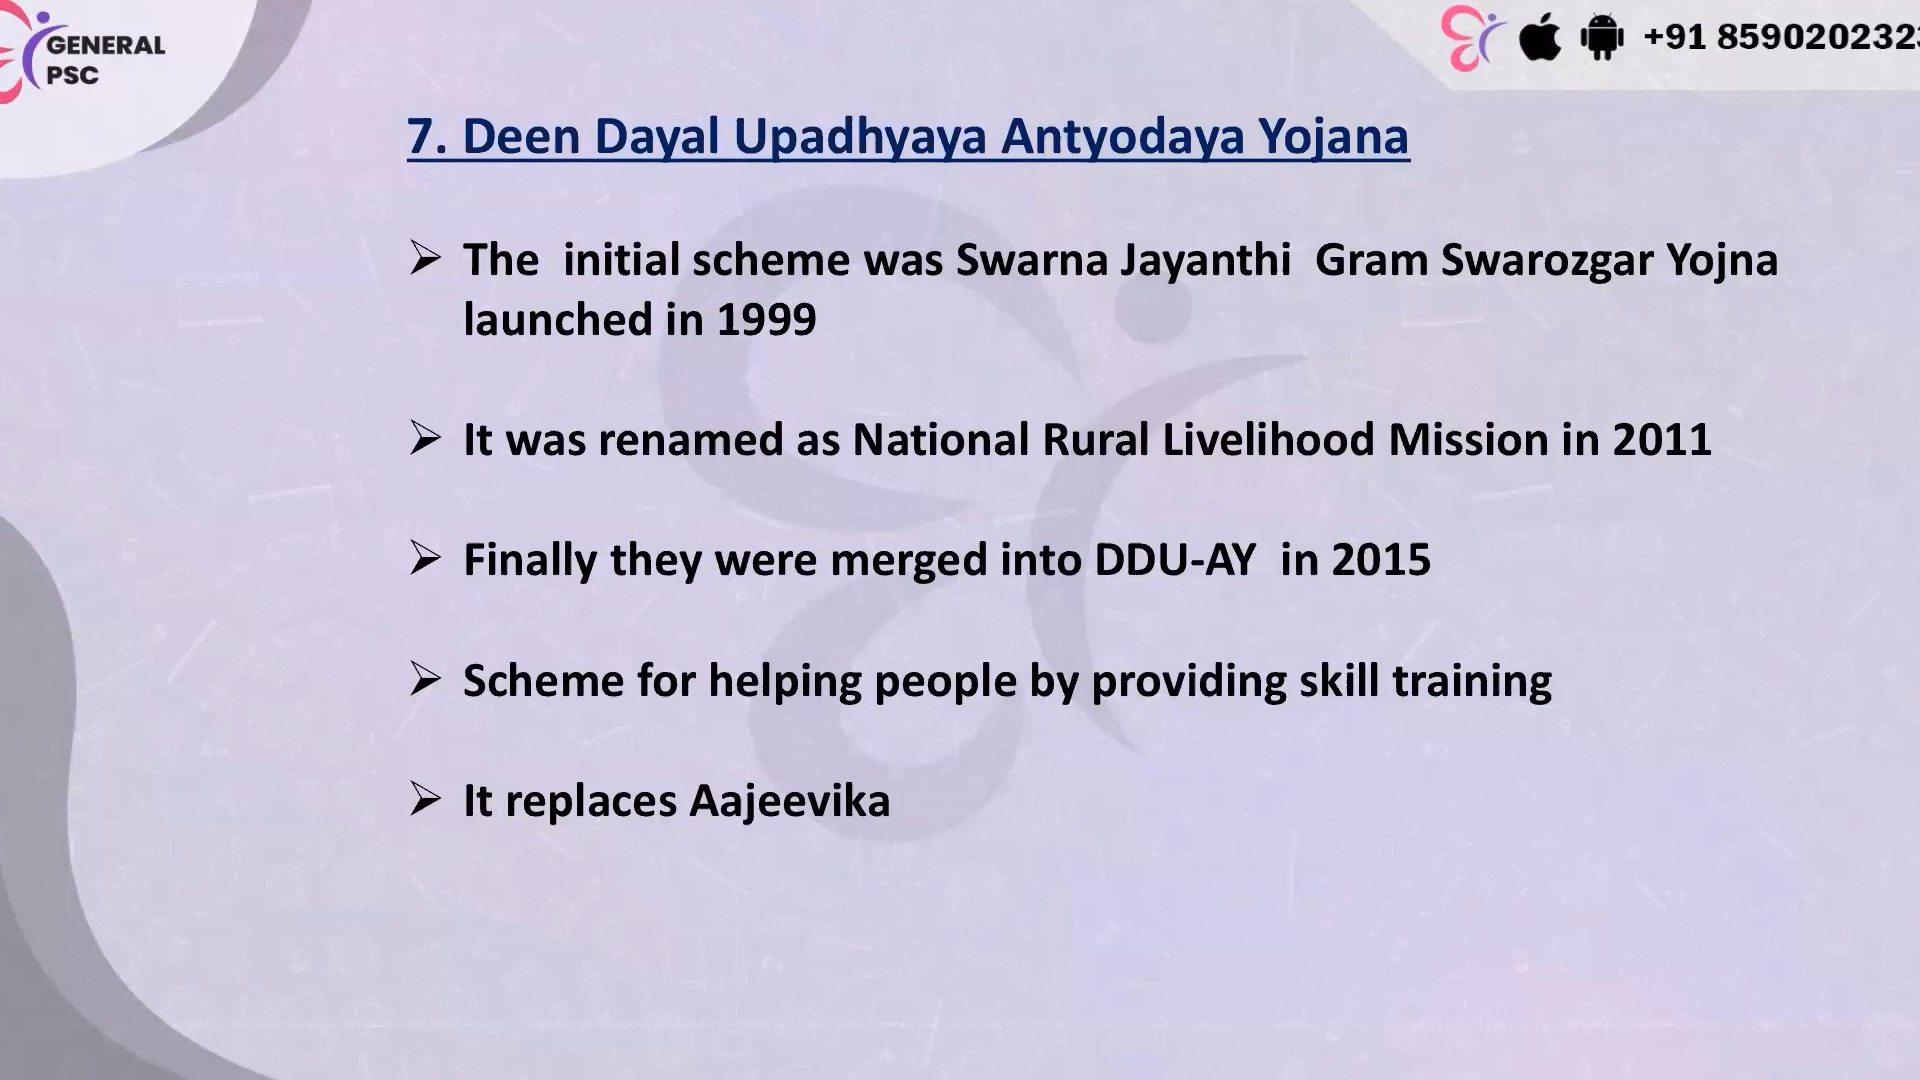 GENERAL
PSC
+91 859020232
7. Deen Dayal Upadhyaya Antyodaya Yojana
➢ The initial scheme was Swarna Jayanthi Gram Swarozgar Yojna
launched in 1999
➢ It was renamed as National Rural Livelihood Mission in 2011
➢ Finally they were merged into DDU-AY in 2015
➢ Scheme for helping people by providing skill training
➢ It replaces Aajeevika